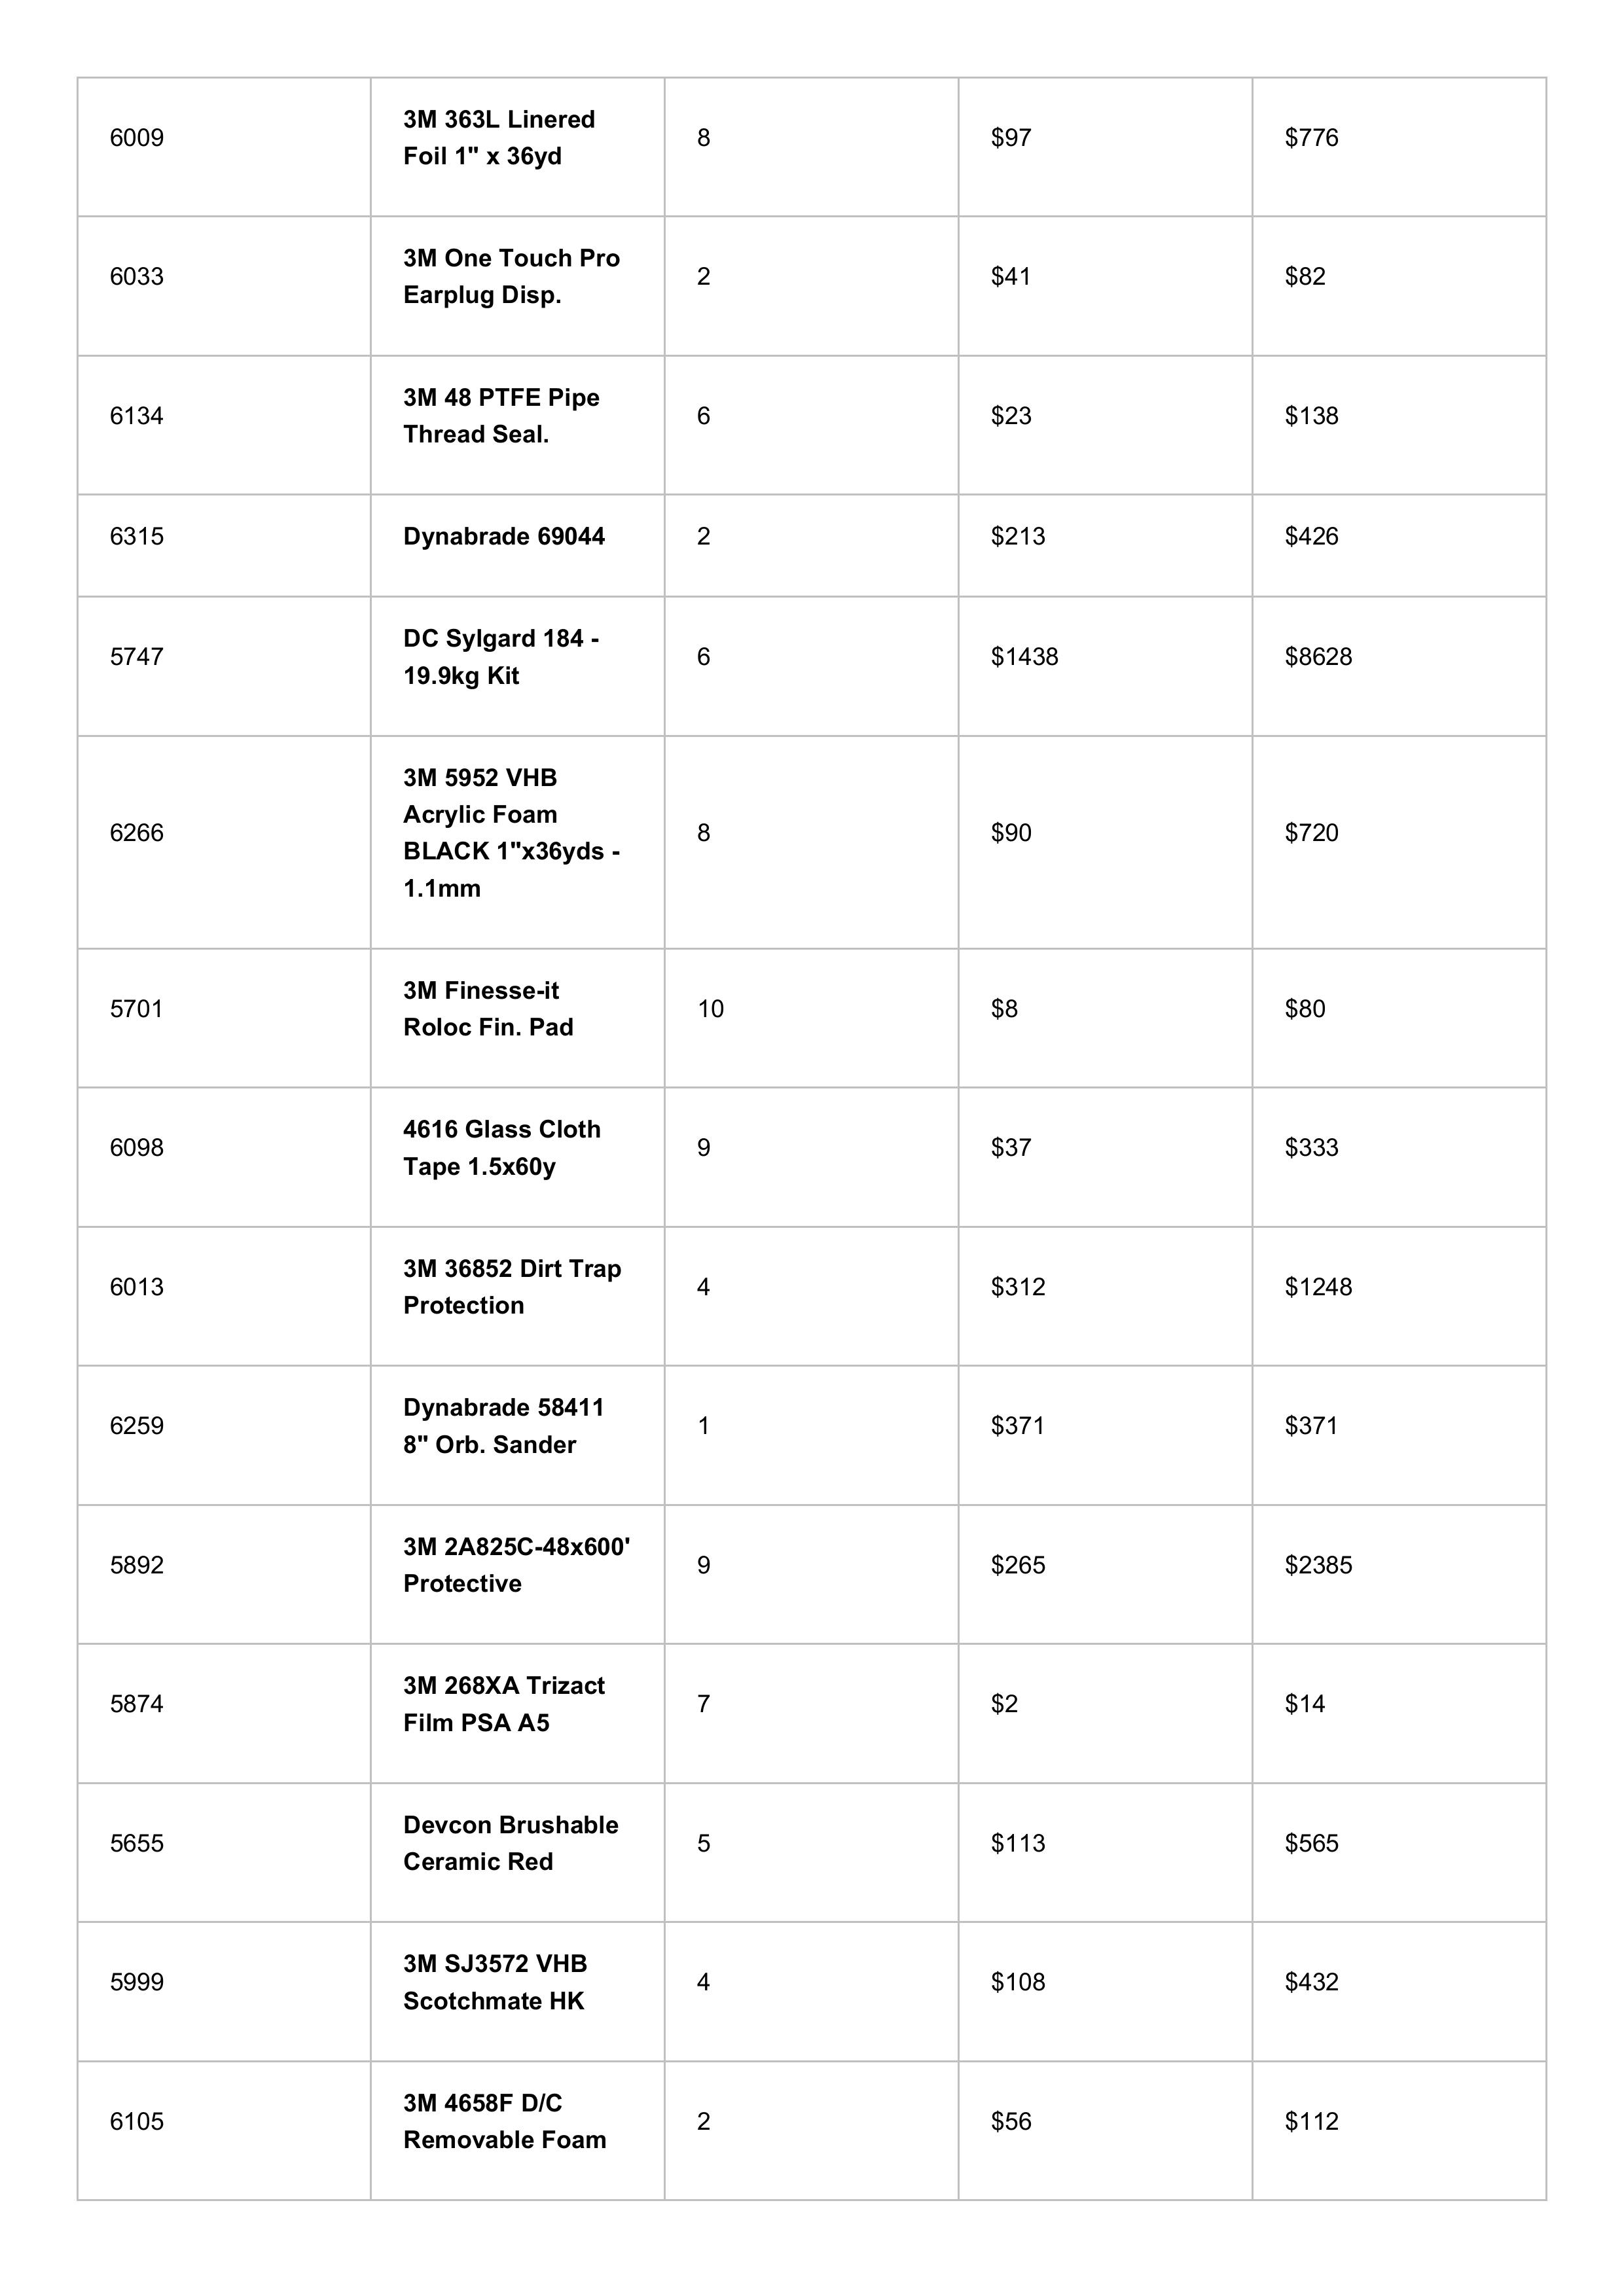 6009
3M 363L Linered
Foil 1" x 36yd
8
$97
$776
6033
3M One Touch Pro
Earplug Disp.
2
$41
$82
6134
3M 48 PTFE Pipe
Thread Seal.
6
$23
$138
6315
Dynabrade 69044
2
$213
$426
5747
DC Sylgard 184 -
19.9kg Kit
6
$1438
$8628
6266
3M 5952 VHB
Acrylic Foam
BLACK 1"x36yds -
1.1mm
8
$90
$720
5701
3M Finesse-it
Roloc Fin. Pad
10
$8
$80
6098
4616 Glass Cloth
Tape 1.5x60y
9
$37
$333
6013
3M 36852 Dirt Trap
Protection
4
$312
$1248
6259
Dynabrade 58411
8" Orb. Sander
1
$371
$371
5892
3M 2A825C-48x600'
Protective
9
$265
$2385
5874
3M 268XA Trizact
Film PSA A5
7
$2
$14
5655
Devcon Brushable
Ceramic Red
5
$113
$565
5999
3M SJ3572 VHB
Scotchmate HK
4
$108
$432
6105
3M 4658F D/C
Removable Foam
2
$56
$112